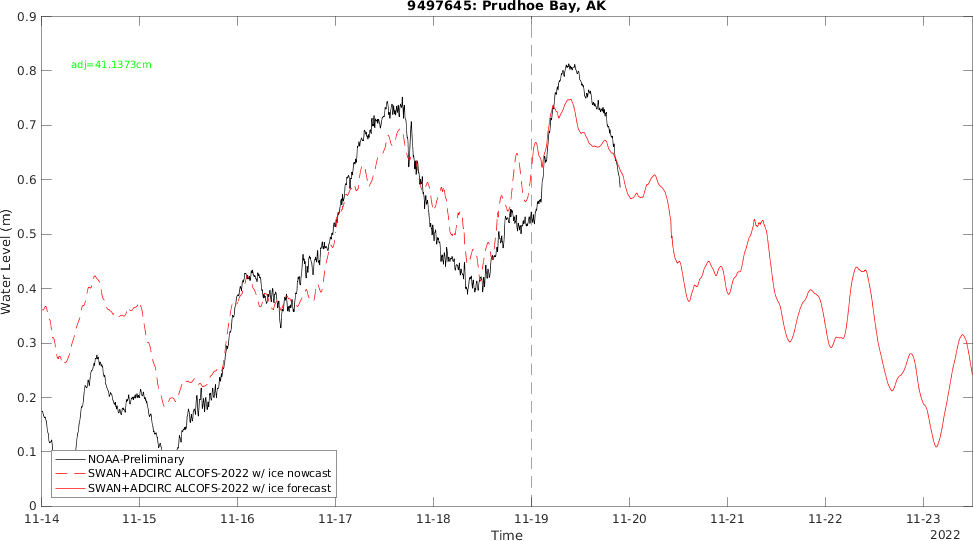 9497645: Prudhoe Bay, AK
adj=41.1373cm
Water Level (m)
0.9
0.8
0.7
0.6
0.5
0.4
0.3
0.2
0.1
0
NOAA-Preliminary
SWAN+ADCIRC ALCOFS-2022 w/ ice nowcast
SWAN+ADCIRC ALCOFS-2022 w/ ice forecast
11-14 11-15 11-16 11-17 11-18 11-19 11-20 11-21 11-22 11-23
Time
2022